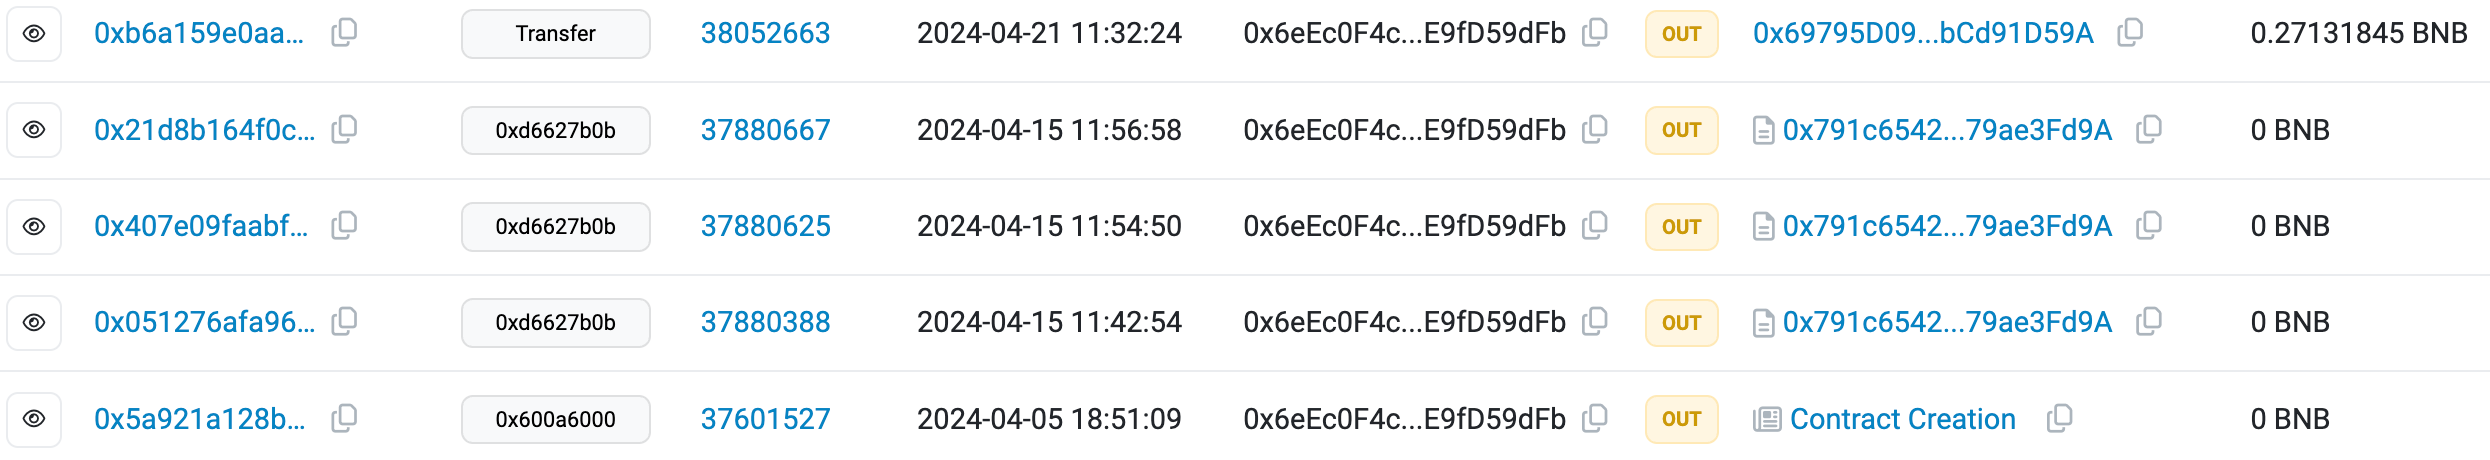 0xb6a159e0aa... Transfer 38052663 2024-04-21 11:32:24 0x6eEc0F4c...E9fD59dFb OUT 0x69795D09...bCd91D59A 0.27131845 BNB
0x21d8b164f0c... 0xd6627b0b 37880667 2024-04-15 11:56:58 0x6eEc0F4c...E9fD59dFb OUT 0x791c6542...79ae3Fd9A 0 BNB
0x407e09faabf... 0xd6627b0b 37880625 2024-04-15 11:54:50 0x6eEc0F4c...E9fD59dFb OUT 0x791c6542...79ae3Fd9A 0 BNB
0x051276afa96... 0xd6627b0b 37880388 2024-04-15 11:42:54 0x6eEc0F4c...E9fD59dFb OUT 0x791c6542...79ae3Fd9A 0 BNB
0x5a921a128b... 0x600a6000 37601527 2024-04-05 18:51:09 0x6eEc0F4c...E9fD59dFb OUT Contract Creation 0 BNB